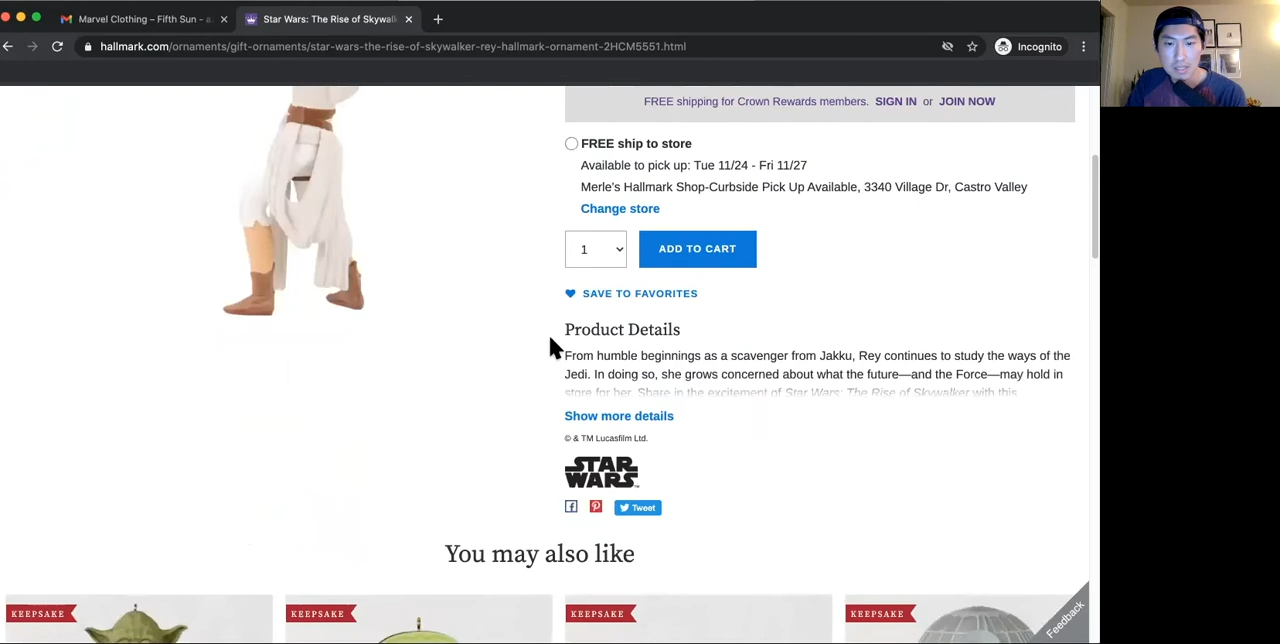 Marvel Clothing – Fifth Sun - a
Star Wars: The Rise of Skywalk
hallmark.com/ornaments/gift-ornaments/star-wars-the-rise-of-skywalker-rey-hallmark-ornament-2HCM5551.html
Incognito
FREE shipping for Crown Rewards members. SIGN IN or JOIN NOW
FREE ship to store
Available to pick up: Tue 11/24 - Fri 11/27
Merle's Hallmark Shop-Curbside Pick Up Available, 3340 Village Dr, Castro Valley
Change store
1
ADD TO CART
SAVE TO FAVORITES
Product Details
From humble beginnings as a scavenger from Jakku, Rey continues to study the ways of the
Jedi. In doing so, she grows concerned about what the future—and the Force—may hold in
store for her. Share in the excitement of Star Wars: The Rise of Skywalker with this
Show more details
© & TM Lucasfilm Ltd.
STAR
WARS
Tweet
You may also like
KEEPSAKE
KEEPSAKE
KEEPSAKE
KEEPSAKE
Feedback